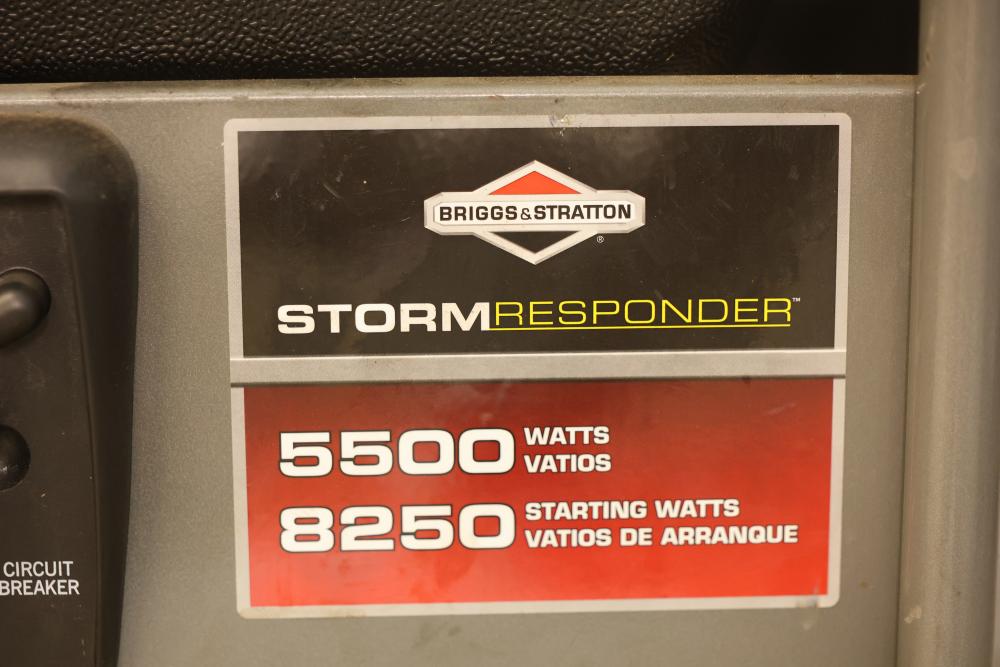 BRIGGS&STRATTON
®
STORMRESPONDER™
5500 WATTS
VATIOS
8250 STARTING WATTS
VATIOS DE ARRANQUE
CIRCUIT
BREAKER